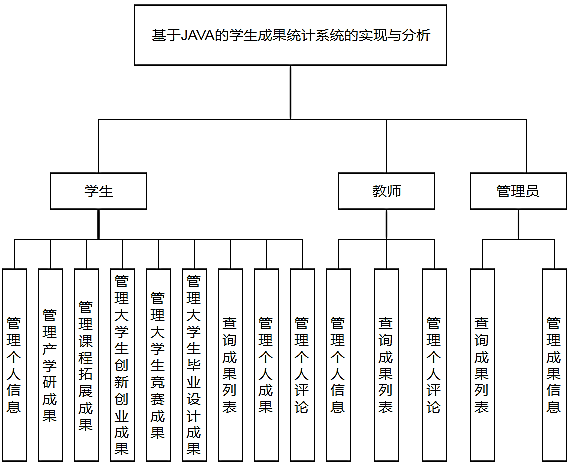 基于JAVA的学生成果统计系统的实现与分析
学生
教师
管理员
管理个人信息
管理产学研成果
管理课程拓展成果
管理大学生创新创业成果
管理大学生竞赛成果
管理大学生毕业设计成果
查询成果列表
管理个人成果
管理个人评论
管理个人信息
查询成果列表
管理个人评论
查询成果列表
管理成果信息